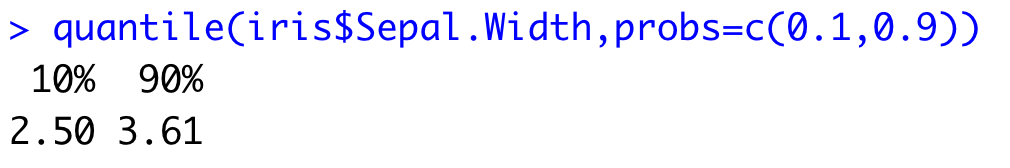 > quantile(iris$Sepal.Width,probs=c(0.1,0.9))
10% 90%
2.50 3.61